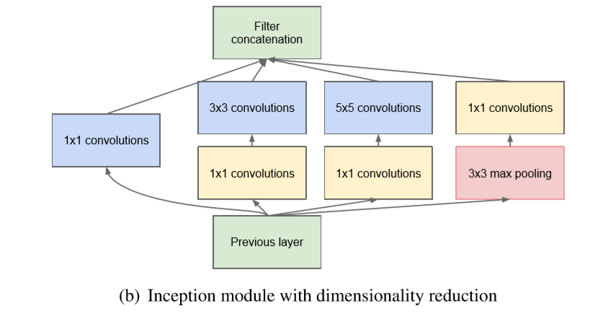 Filter
concatenation
3x3 convolutions
5x5 convolutions
1x1 convolutions
1x1 convolutions
1x1 convolutions
1x1 convolutions
3x3 max pooling
Previous layer
(b) Inception module with dimensionality reduction